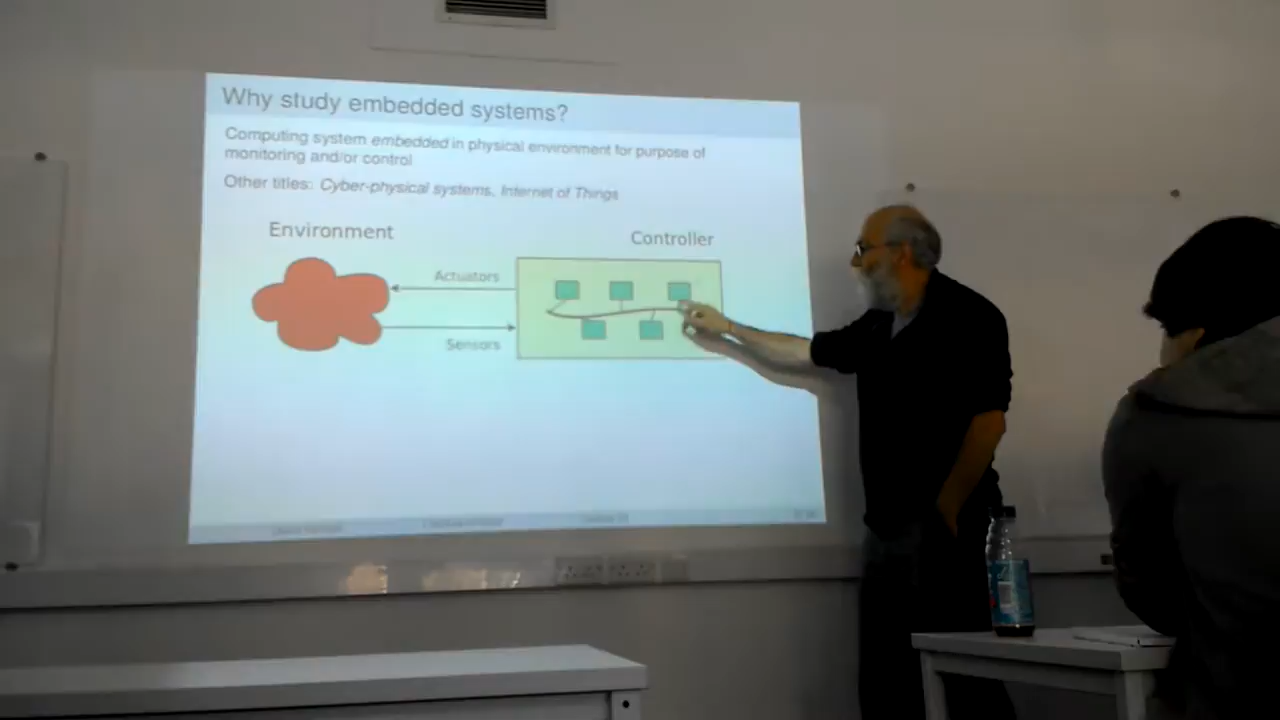 Why study embedded systems?
Computing system embedded in physical environment for purpose of
monitoring and/or control
Other titles: Cyber-physical systems, Internet of Things
Environment
Controller
Actuators
Sensors